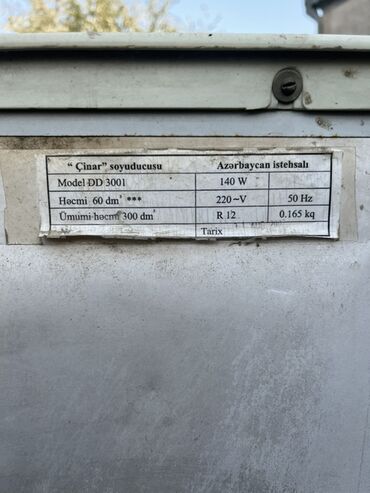 “ Çinar” soyuducusu Azərbaycan istehsalı
Model DD 3001 140 W
Həcmi 60 dm³ *** 220~V 50 Hz
Ümumi həcmi 300 dm³ R 12 0.165 kq
Tarix